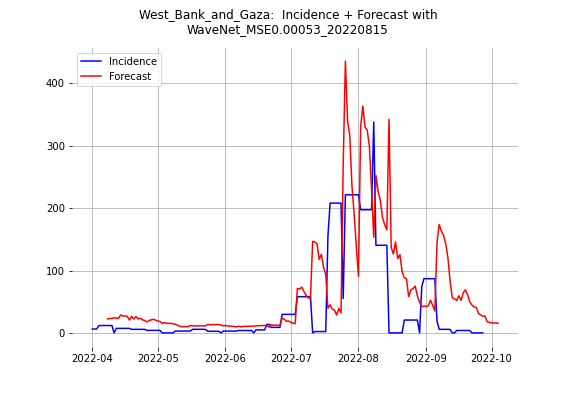 West_Bank_and_Gaza: Incidence + Forecast with
WaveNet_MSE0.00053_20220815
Incidence
Forecast
400
300
200
100
0
2022-04 2022-05 2022-06 2022-07 2022-08 2022-09 2022-10